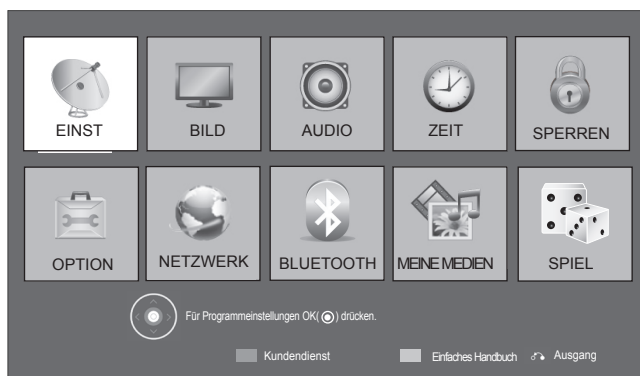 EINST BILD AUDIO ZEIT SPERREN
OPTION NETZWERK BLUETOOTH MEINE MEDIEN SPIEL
Für Programmeinstellungen OK(◉) drücken.
Kundendienst Einfaches Handbuch Ausgang